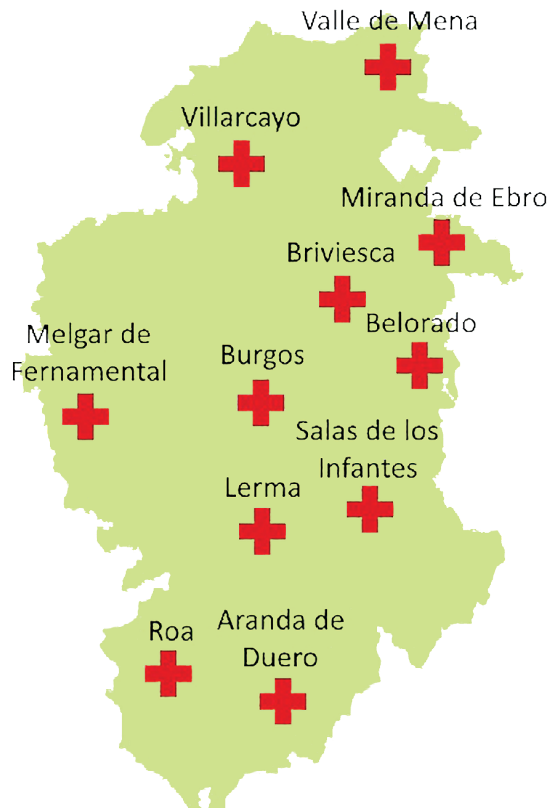 Valle de Mena
Villarcayo
Miranda de Ebro
Briviesca
Belorado
Melgar de
Fernamental
Burgos
Salas de los
Infantes
Lerma
Roa
Aranda de
Duero